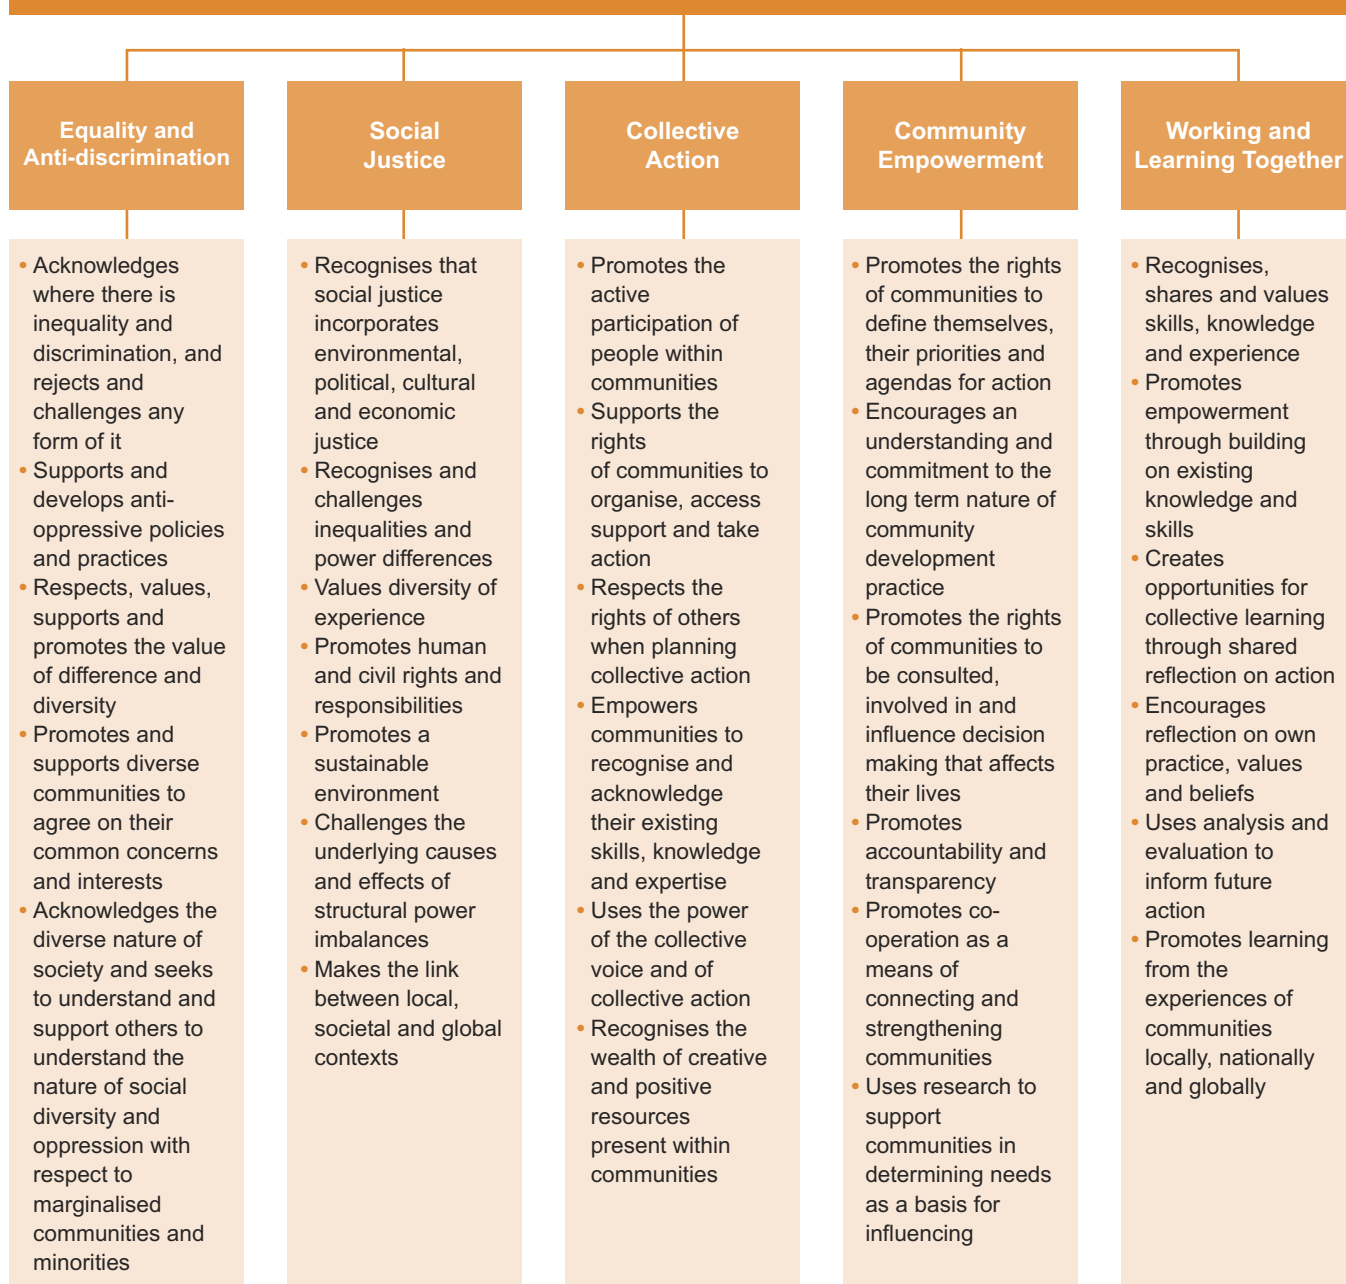 Equality and
Anti-discrimination
• Acknowledges
where there is
inequality and
discrimination, and
rejects and
challenges any
form of it
• Supports and
develops anti-
oppressive policies
and practices
• Respects, values,
supports and
promotes the value
of difference and
diversity
• Promotes and
supports diverse
communities to
agree on their
common concerns
and interests
• Acknowledges the
diverse nature of
society and seeks
to understand and
support others to
understand the
nature of social
diversity and
oppression with
respect to
marginalised
communities and
minorities
Social
Justice
• Recognises that
social justice
incorporates
environmental,
political, cultural
and economic
justice
• Recognises and
challenges
inequalities and
power differences
• Values diversity of
experience
• Promotes human
and civil rights and
responsibilities
• Promotes a
sustainable
environment
• Challenges the
underlying causes
and effects of
structural power
imbalances
• Makes the link
between local,
societal and global
contexts
Collective
Action
• Promotes the
active
participation of
people within
communities
• Supports the
rights
of communities to
organise, access
support and take
action
• Respects the
rights of others
when planning
collective action
• Empowers
communities to
recognise and
acknowledge
their existing
skills, knowledge
and expertise
• Uses the power
of the collective
voice and of
collective action
• Recognises the
wealth of creative
and positive
resources
present within
communities
Community
Empowerment
• Promotes the rights
of communities to
define themselves,
their priorities and
agendas for action
• Encourages an
understanding and
commitment to the
long term nature of
community
development
practice
• Promotes the rights
of communities to
be consulted,
involved in and
influence decision
making that affects
their lives
• Promotes
accountability and
transparency
• Promotes co-
operation as a
means of
connecting and
strengthening
communities
• Uses research to
support
communities in
determining needs
as a basis for
influencing
Working and
Learning Together
• Recognises,
shares and values
skills, knowledge
and experience
• Promotes
empowerment
through building
on existing
knowledge and
skills
• Creates
opportunities for
collective learning
through shared
reflection on action
• Encourages
reflection on own
practice, values
and beliefs
• Uses analysis and
evaluation to
inform future
action
• Promotes learning
from the
experiences of
communities
locally, nationally
and globally